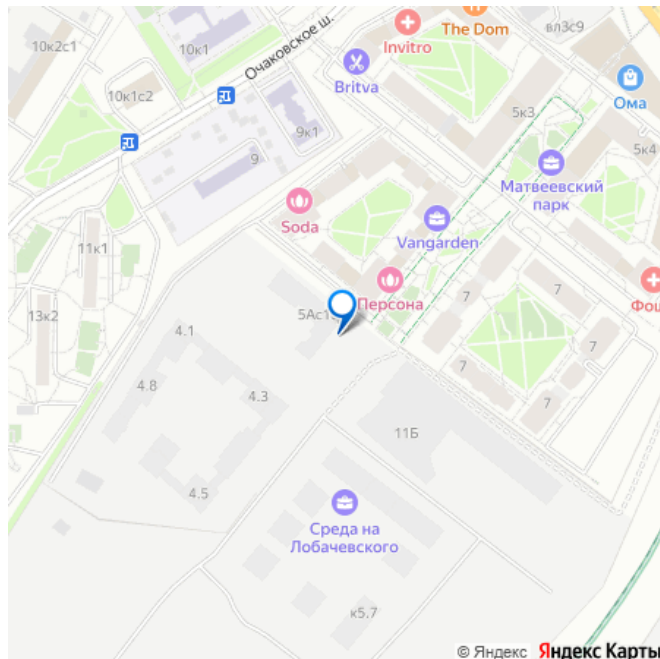 10к2с1
10к1
Очаковское ш.
The Dom
вл3с9
Invitro
Britva
10к1с2
Ома
5к3
9к1
5к4
9
Матвеевский
парк
Soda
Vangarden
11к1
Персона
7
7
13к2
4.1
7
7
4.8
4.3
11Б
4.5
Среда на
Лобачевского
к5.7
© Яндекс Яндекс Карты